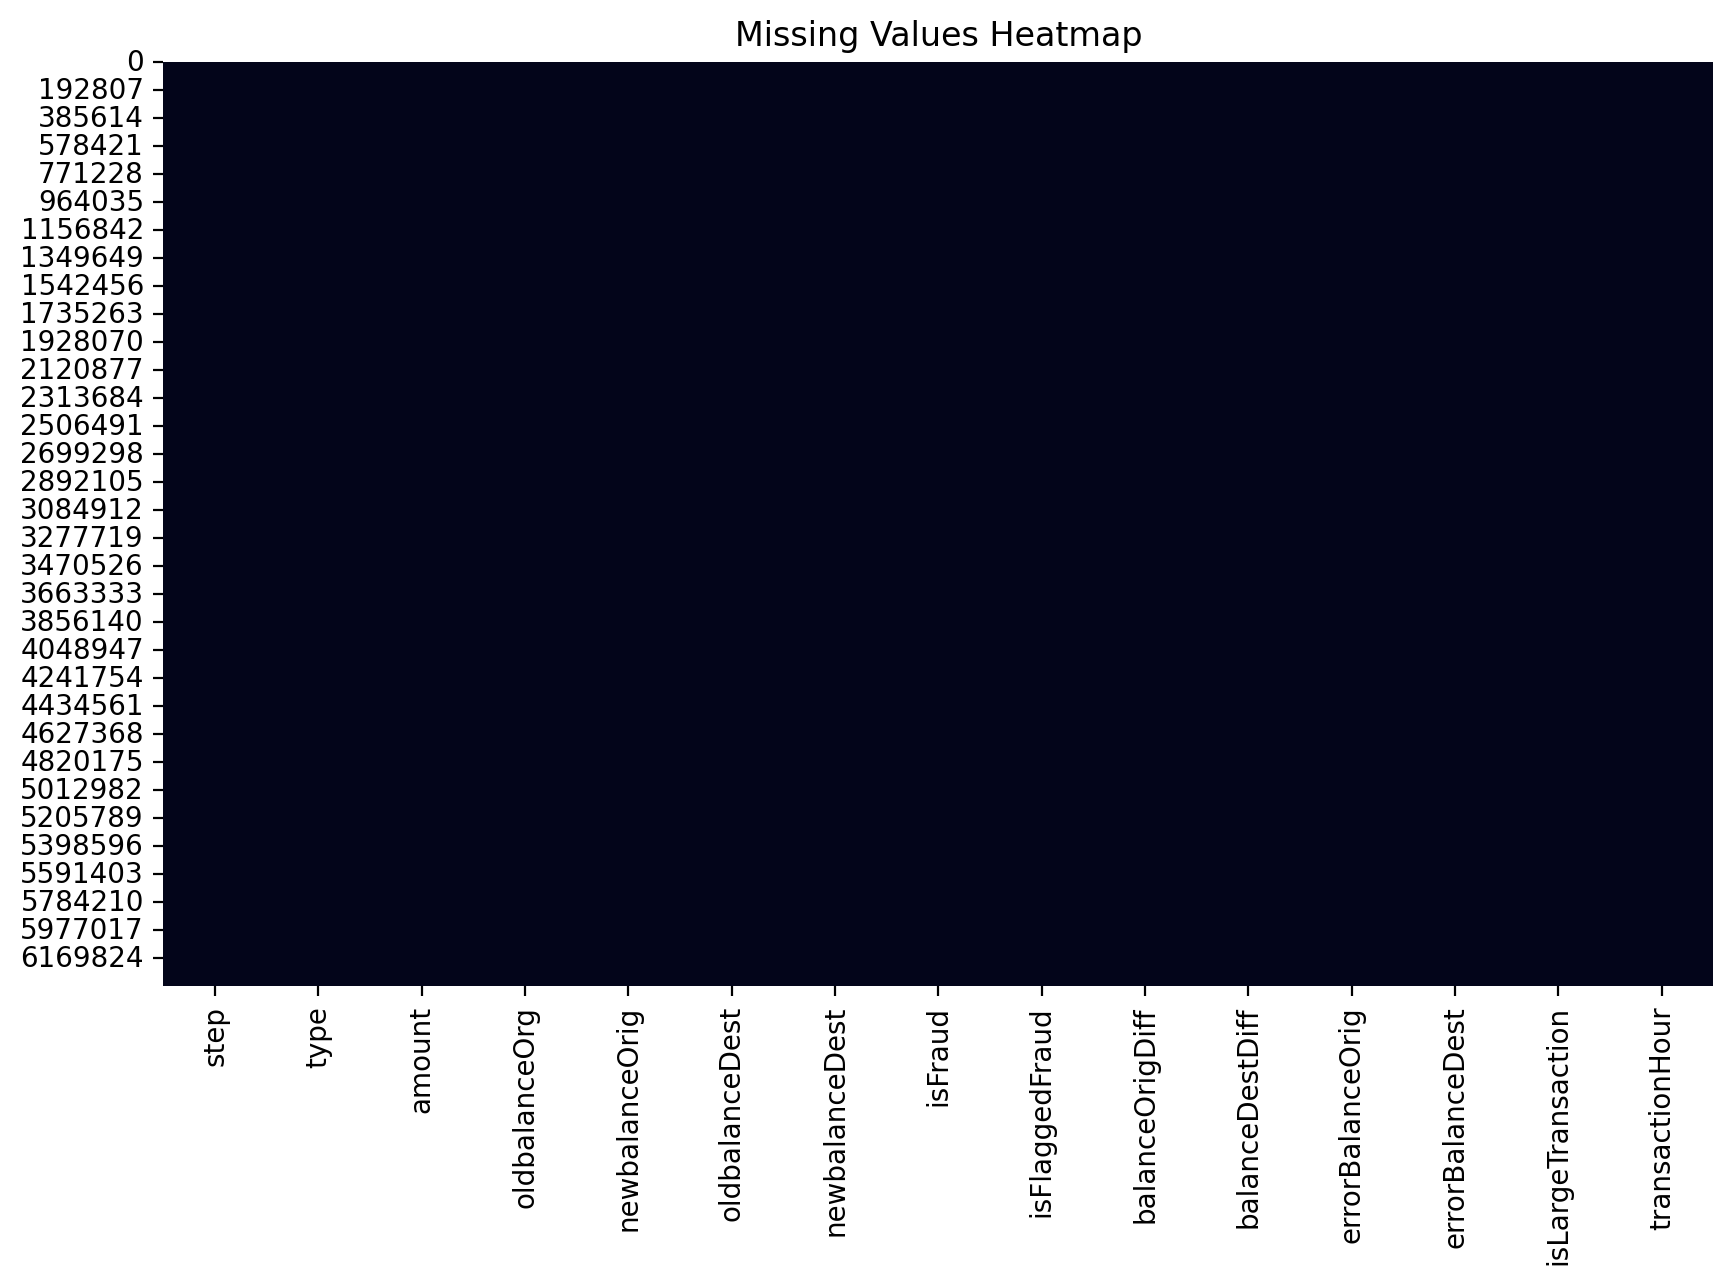 Missing Values Heatmap
0
192807
385614
578421
771228
964035
1156842
1349649
1542456
1735263
1928070
2120877
2313684
2506491
2699298
2892105
3084912
3277719
3470526
3663333
3856140
4048947
4241754
4434561
4627368
4820175
5012982
5205789
5398596
5591403
5784210
5977017
6169824
step
type
amount
oldbalanceOrg
newbalanceOrig
oldbalanceDest
newbalanceDest
isFraud
isFlaggedFraud
balanceOrigDiff
balanceDestDiff
errorBalanceOrig
errorBalanceDest
isLargeTransaction
transactionHour